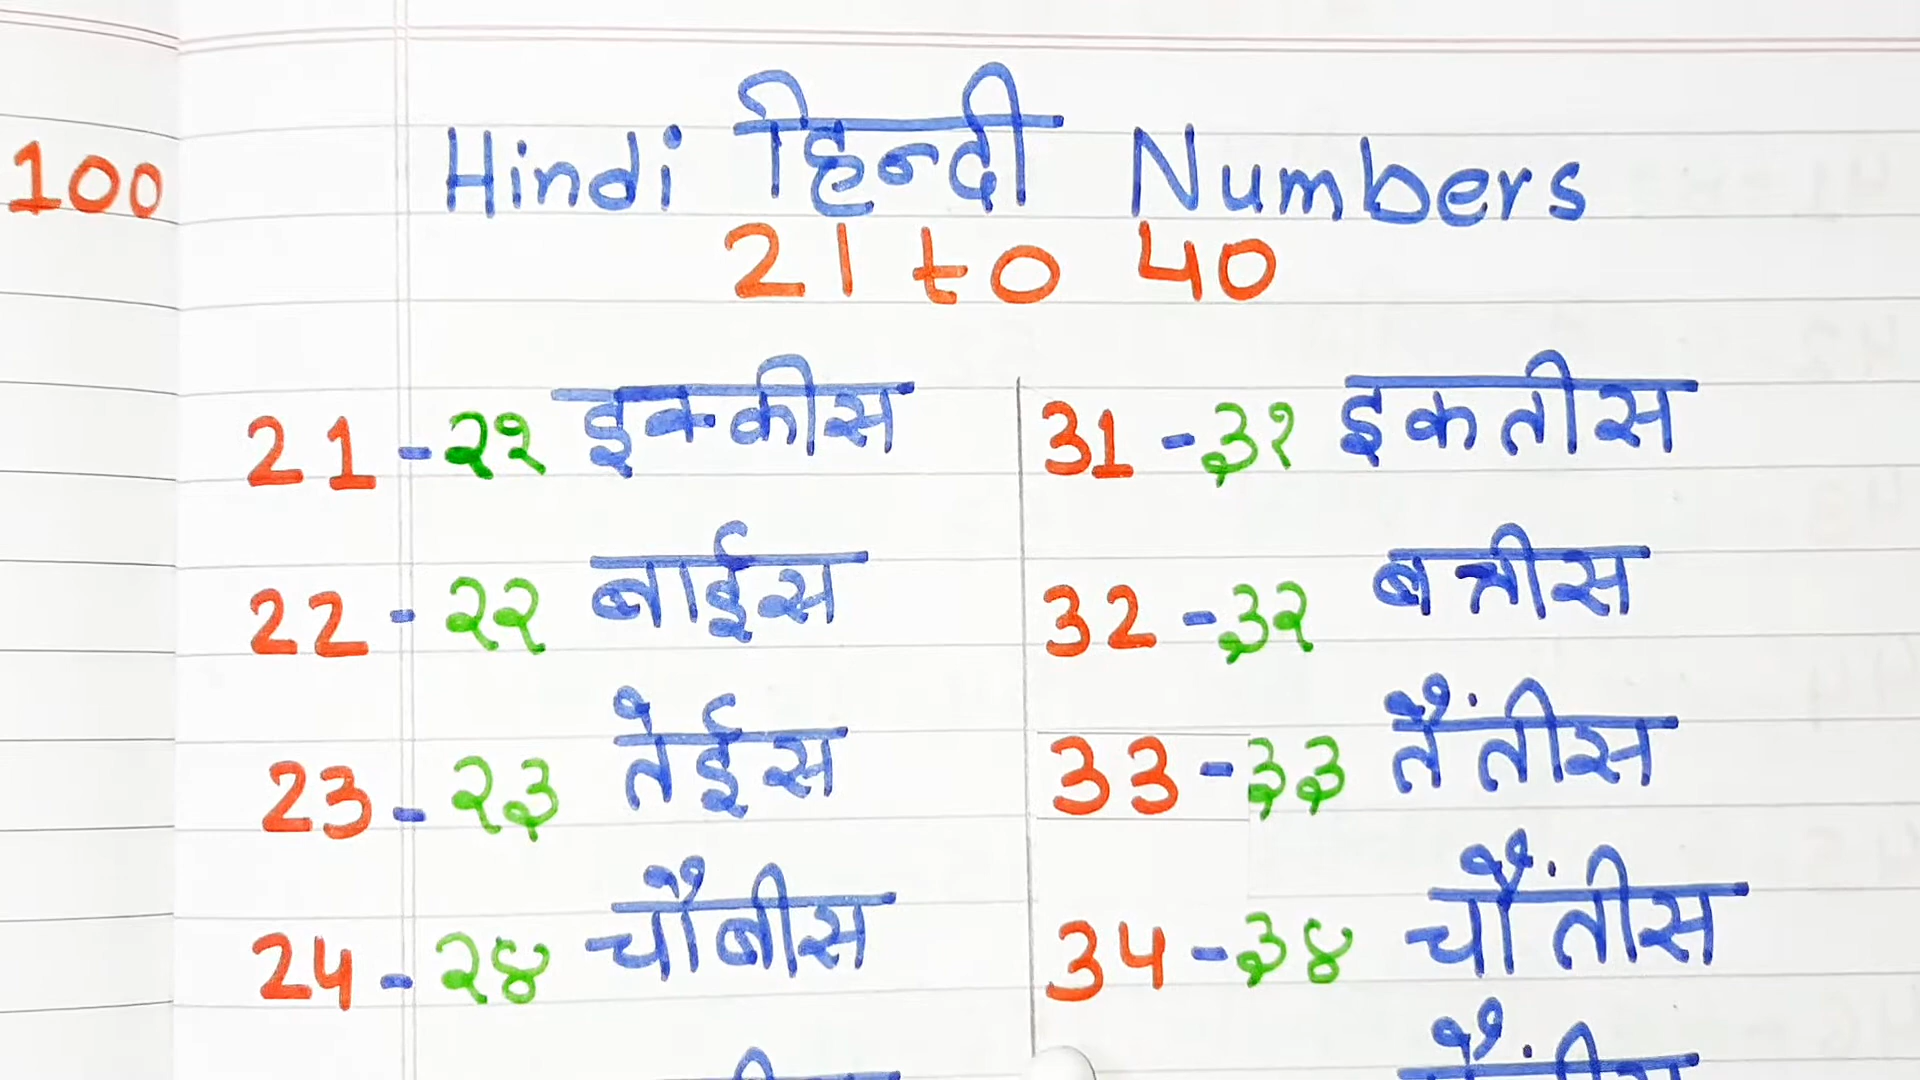 100
Hindi हिन्दी Numbers
21 to 40
21 - २१ इक्कीस
31 - ३१ इकतीस
22 - २२ बाईस
32 - ३२ बत्तीस
23 - २३ तेईस
33 - ३३ तैंतीस
24 - २४ चौबीस
34 - ३४ चौंतीस